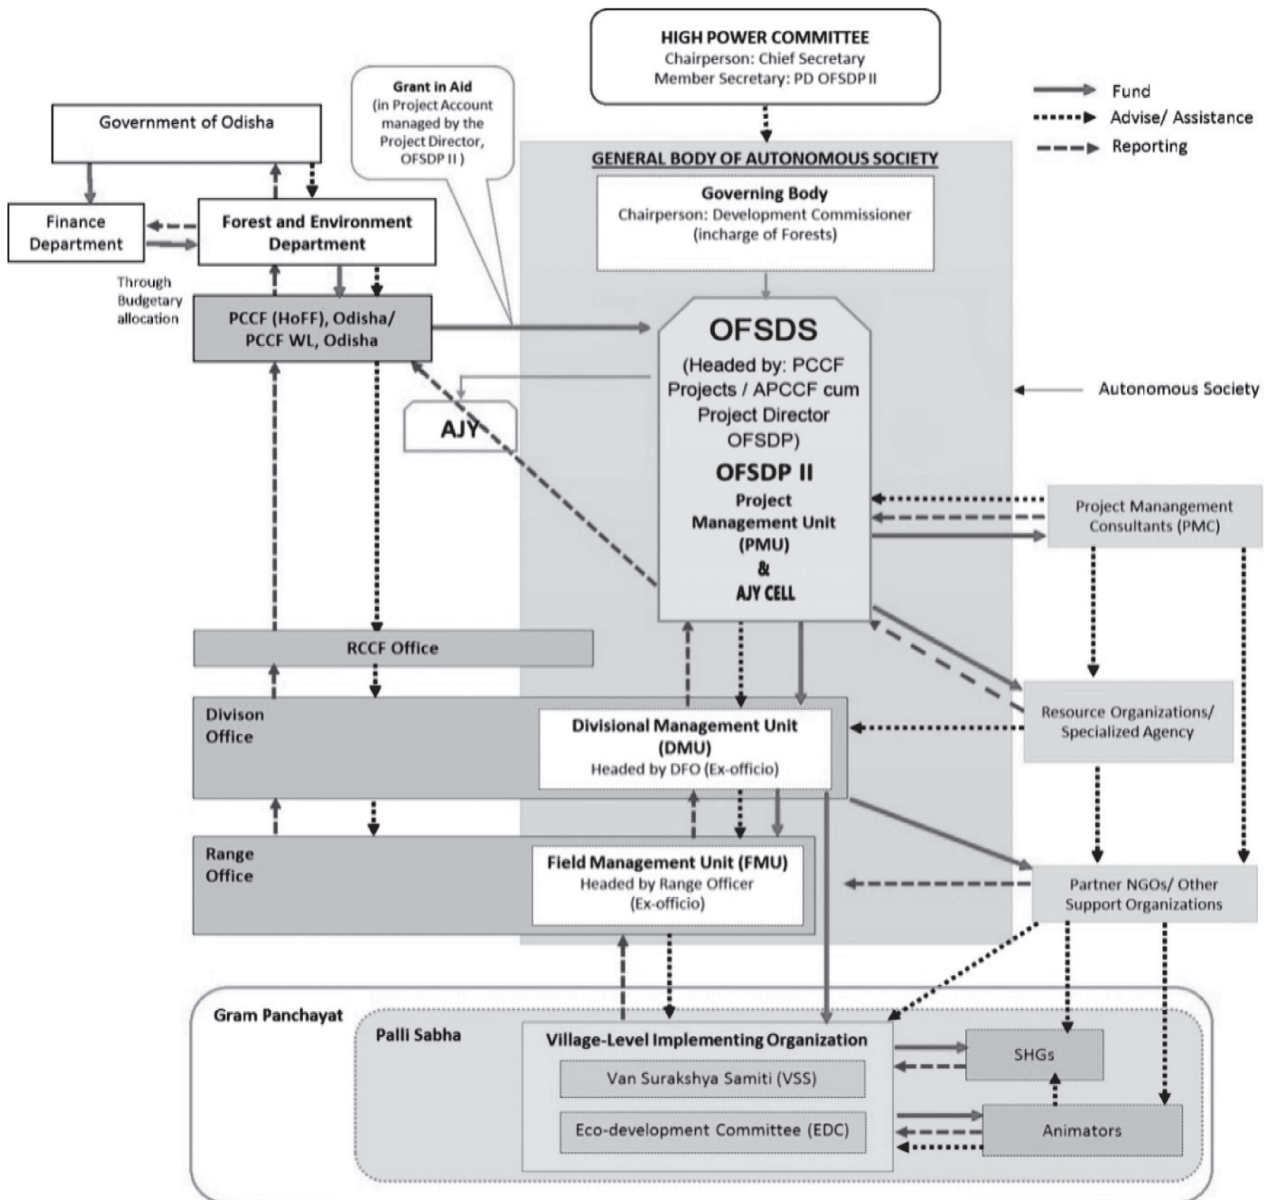 HIGH POWER COMMITTEE
Chairperson: Chief Secretary
Member Secretary: PD OFSDP II
Grant in Aid
(in Project Account
managed by the
Project Director,
OFSDP II )
Fund
Advise/ Assistance
Reporting
Government of Odisha
GENERAL BODY OF AUTONOMOUS SOCIETY
Governing Body
Chairperson: Development Commissioner
(incharge of Forests)
Finance
Department
Forest and Environment
Department
Through
Budgetary
allocation
PCCF (HoFF), Odisha/
PCCF WL, Odisha
OFSDS
(Headed by: PCCF
Projects / APCCF cum
Project Director
OFSDP)
OFSDP II
Project
Management Unit
(PMU)
&
AJY CELL
AJY
Autonomous Society
Project Manangement
Consultants (PMC)
RCCF Office
Divison
Office
Divisional Management Unit
(DMU)
Headed by DFO (Ex-officio)
Resource Organizations/
Specialized Agency
Range
Office
Field Management Unit (FMU)
Headed by Range Officer
(Ex-officio)
Partner NGOs/ Other
Support Organizations
Gram Panchayat
Palli Sabha
Village-Level Implementing Organization
Van Surakshya Samiti (VSS)
Eco-development Committee (EDC)
SHGs
Animators